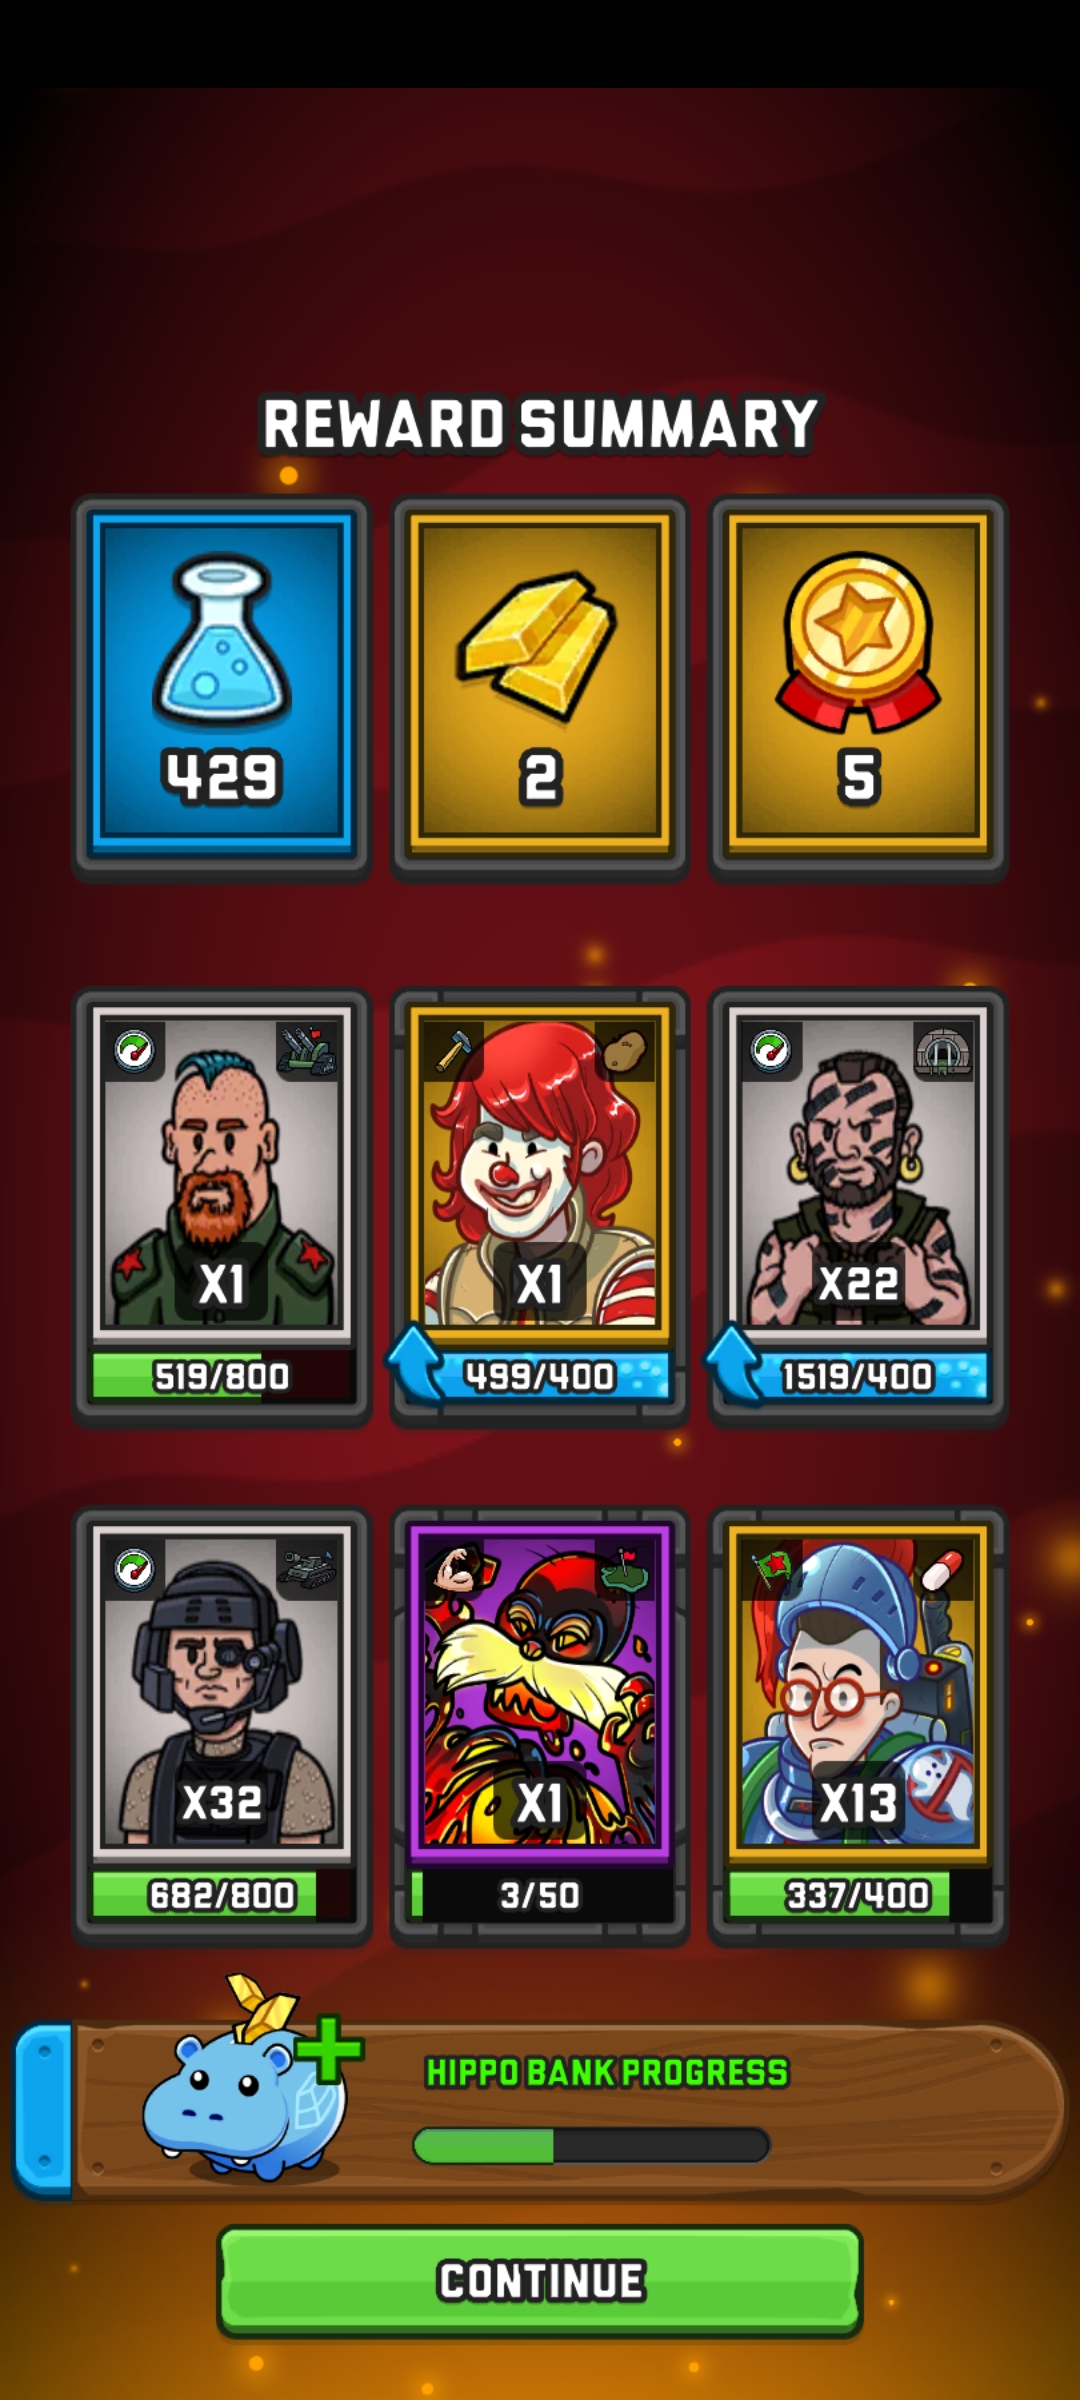 REWARD SUMMARY
429
2
5
X1
X1
X22
519/800
499/400
1519/400
X32
X1
X13
682/800
3/50
337/400
HIPPO BANK PROGRESS
CONTINUE